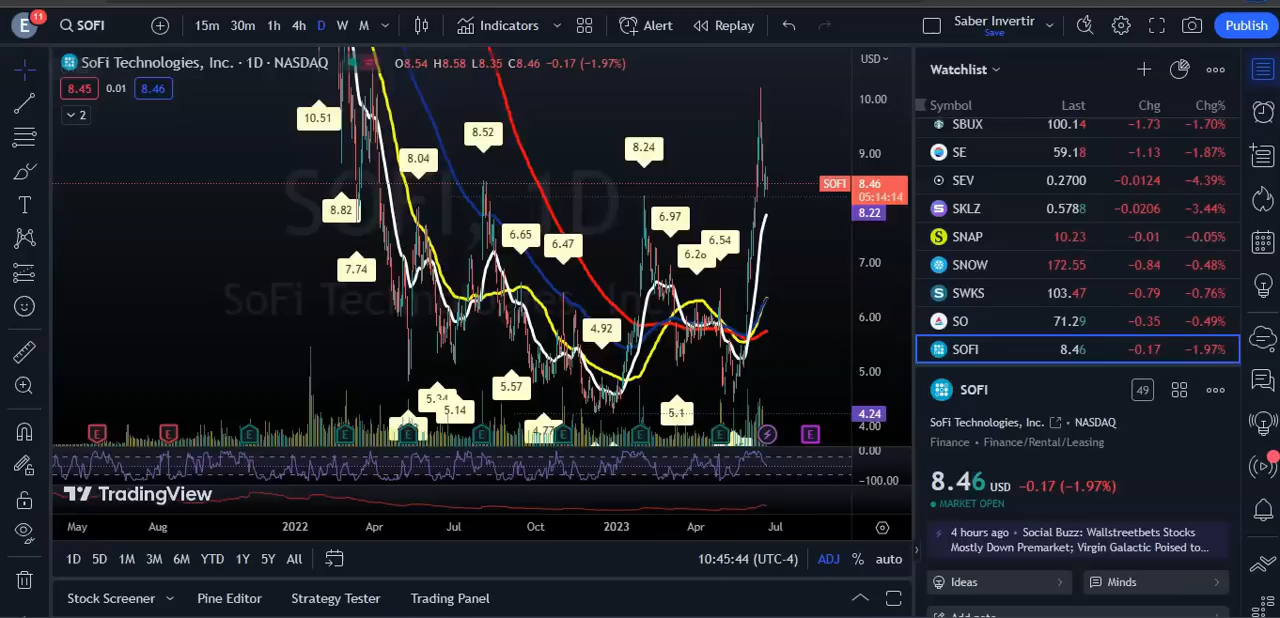 E 11 SOFI 15m 30m 1h 4h D W M Indicators Alert Replay Saber Invertir Save Publish
SoFi Technologies, Inc. · 1D · NASDAQ O8.54 H8.58 L8.35 C8.46 −0.17 (−1.97%) USD
8.45 0.01 8.46
2
SOFI, 1D
SoFi Technologies, Inc.
10.51
8.82
7.74
8.04
8.52
6.65
6.47
5.14
5.57
4.92
8.24
6.97
6.54
10.00
9.00
SOFI 8.46
05:14:14
8.22
7.00
6.00
5.00
4.24
4.00
0.00
−100.00
E E E E E E E E E E
TradingView
May Aug 2022 Apr Jul Oct 2023 Apr Jul
1D 5D 1M 3M 6M YTD 1Y 5Y All 10:45:44 (UTC-4) ADJ % auto
Stock Screener Pine Editor Strategy Tester Trading Panel
Watchlist
Symbol Last Chg Chg%
SBUX 100.14 −1.73 −1.70%
SE 59.18 −1.13 −1.87%
SEV 0.2700 −0.0124 −4.39%
SKLZ 0.5788 −0.0206 −3.44%
SNAP 10.23 −0.01 −0.05%
SNOW 172.55 −0.84 −0.48%
SWKS 103.47 −0.79 −0.76%
SO 71.29 −0.35 −0.49%
SOFI 8.46 −0.17 −1.97%
SOFI 49
SoFi Technologies, Inc. • NASDAQ
Finance • Finance/Rental/Leasing
8.46 USD −0.17 (−1.97%)
MARKET OPEN
4 hours ago • Social Buzz: Wallstreetbets Stocks
Mostly Down Premarket; Virgin Galactic Poised to...
Ideas Minds